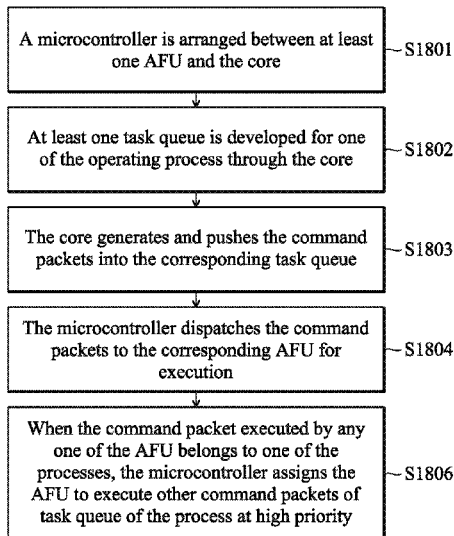 A microcontroller is arranged between at least
one AFU and the core
S1801
At least one task queue is developed for one
of the operating process through the core
S1802
The core generates and pushes the command
packets into the corresponding task queue
S1803
The microcontroller dispatches the command
packets to the corresponding AFU for
execution
S1804
When the command packet executed by any
one of the AFU belongs to one of the
processes, the microcontroller assigns the
AFU to execute other command packets of
task queue of the process at high priority
S1806